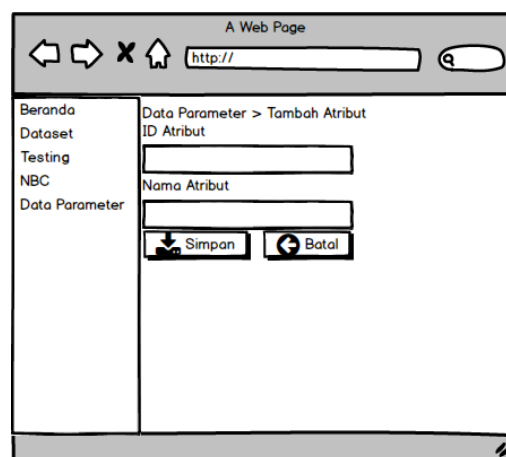 A Web Page
http://
Beranda
Dataset
Testing
NBC
Data Parameter
Data Parameter > Tambah Atribut
ID Atribut
Nama Atribut
Simpan
Batal